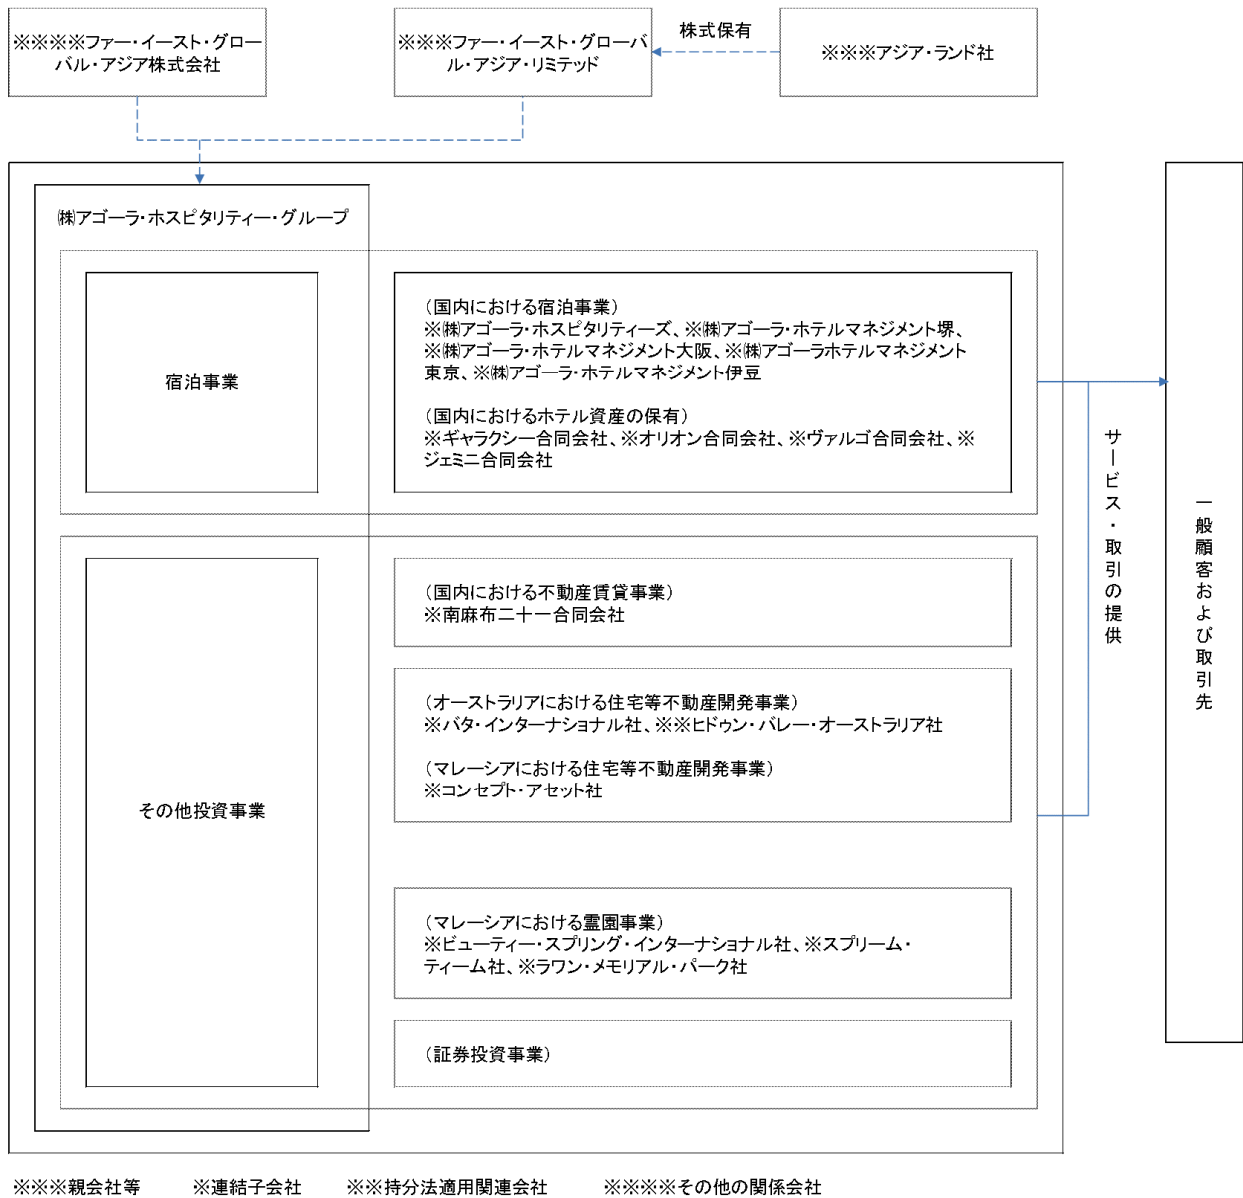 ※※※※ファー・イースト・グロー
バル・アジア株式会社
※※※ファー・イースト・グローバ
ル・アジア・リミテッド
株式保有
※※※アジア・ランド社
㈱アゴーラ・ホスピタリティー・グループ
宿泊事業
（国内における宿泊事業）
※㈱アゴーラ・ホスピタリティーズ、※㈱アゴーラ・ホテルマネジメント堺、
※㈱アゴーラ・ホテルマネジメント大阪、※㈱アゴーラホテルマネジメント
東京、※㈱アゴーラ・ホテルマネジメント伊豆
（国内におけるホテル資産の保有）
※ギャラクシー合同会社、※オリオン合同会社、※ヴァルゴ合同会社、※
ジェミニ合同会社
その他投資事業
（国内における不動産賃貸事業）
※南麻布二十一合同会社
（オーストラリアにおける住宅等不動産開発事業）
※バタ・インターナショナル社、※※ヒドゥン・バレー・オーストラリア社
（マレーシアにおける住宅等不動産開発事業）
※コンセプト・アセット社
（マレーシアにおける霊園事業）
※ビューティー・スプリング・インターナショナル社、※スプリーム・
ティーム社、※ラワン・メモリアル・パーク社
（証券投資事業）
サービス・取引の提供
一般顧客および取引先
※※※親会社等　※連結子会社　※※持分法適用関連会社　※※※※その他の関係会社